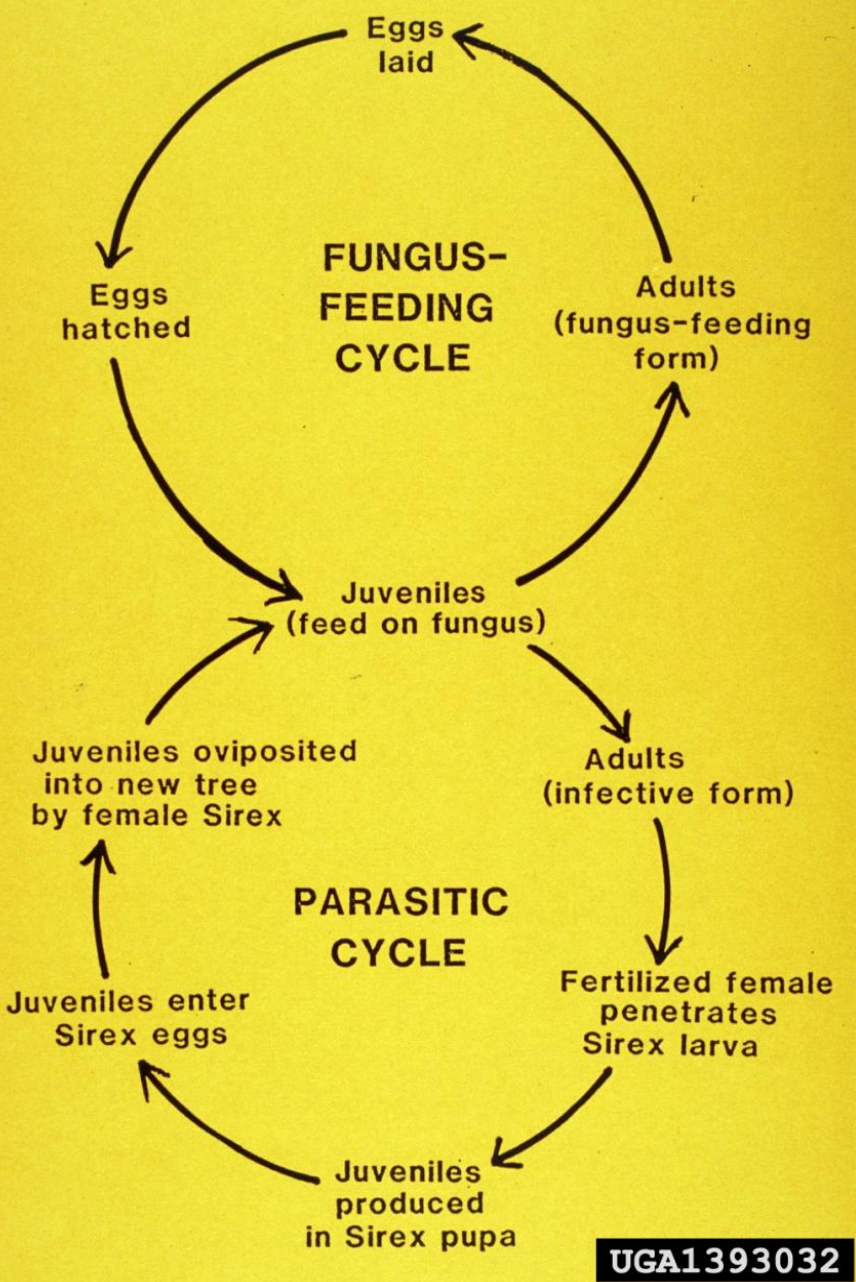 Eggs
laid
FUNGUS-
FEEDING
CYCLE
Eggs
hatched
Adults
(fungus-feeding
form)
Juveniles
(feed on fungus)
Juveniles oviposited
into new tree
by female Sirex
Adults
(infective form)
PARASITIC
CYCLE
Juveniles enter
Sirex eggs
Fertilized female
penetrates
Sirex larva
Juveniles
produced
in Sirex pupa
UGA1393032